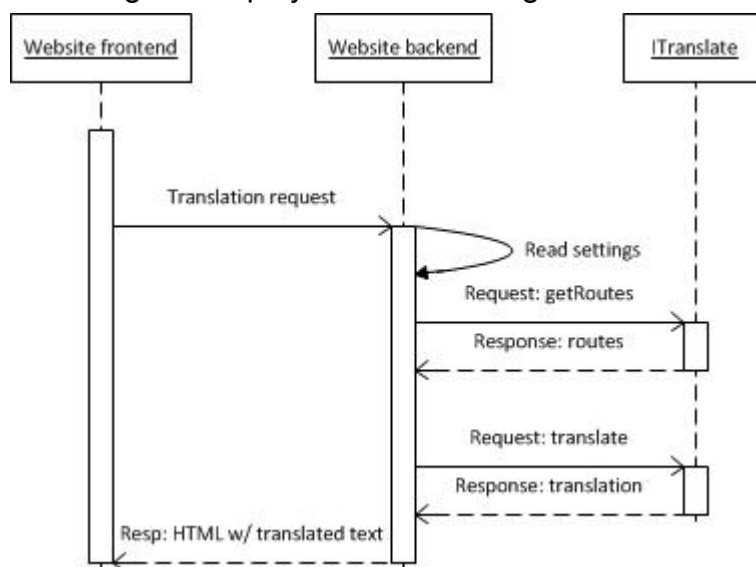 Website frontend
Website backend
ITranslate
Translation request
Read settings
Request: getRoutes
Response: routes
Request: translate
Response: translation
Resp: HTML w/ translated text